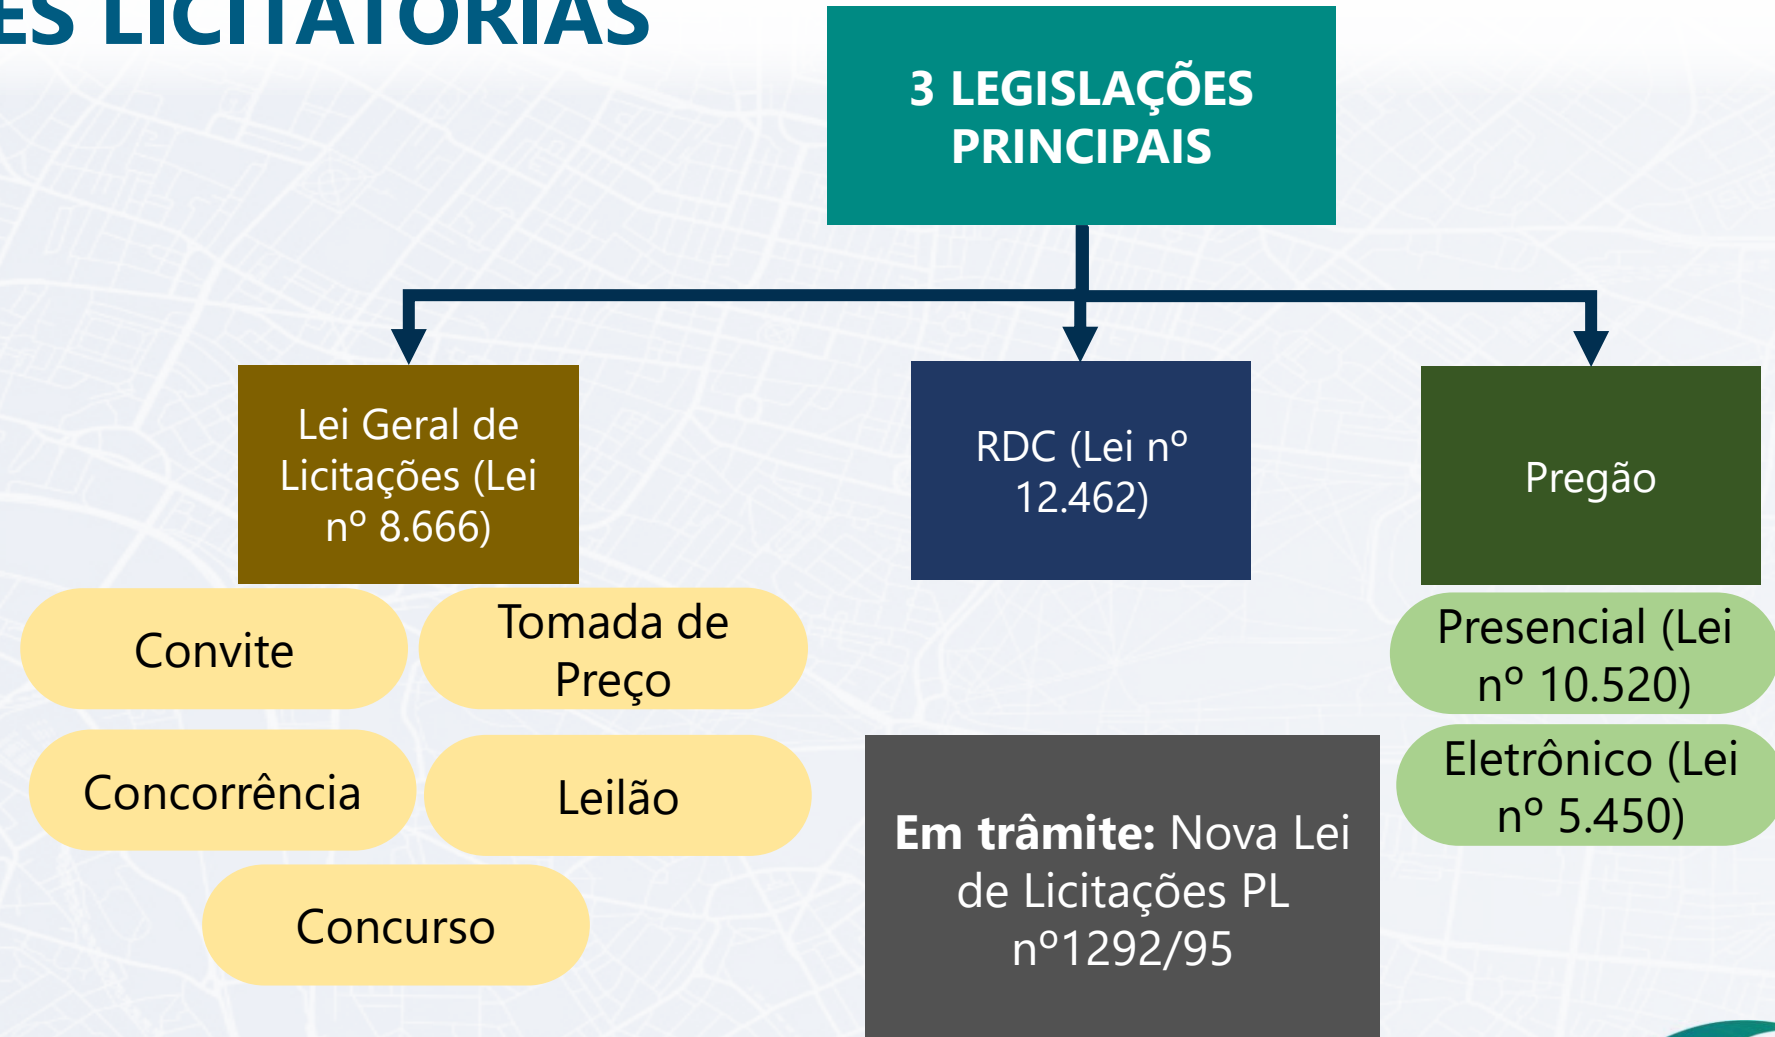 ES LICITATÓRIAS
3 LEGISLAÇÕES
PRINCIPAIS
Lei Geral de
Licitações (Lei
nº 8.666)
RDC (Lei nº
12.462)
Pregão
Convite
Tomada de
Preço
Concorrência
Leilão
Concurso
Presencial (Lei
nº 10.520)
Eletrônico (Lei
nº 5.450)
Em trâmite: Nova Lei
de Licitações PL
nº1292/95